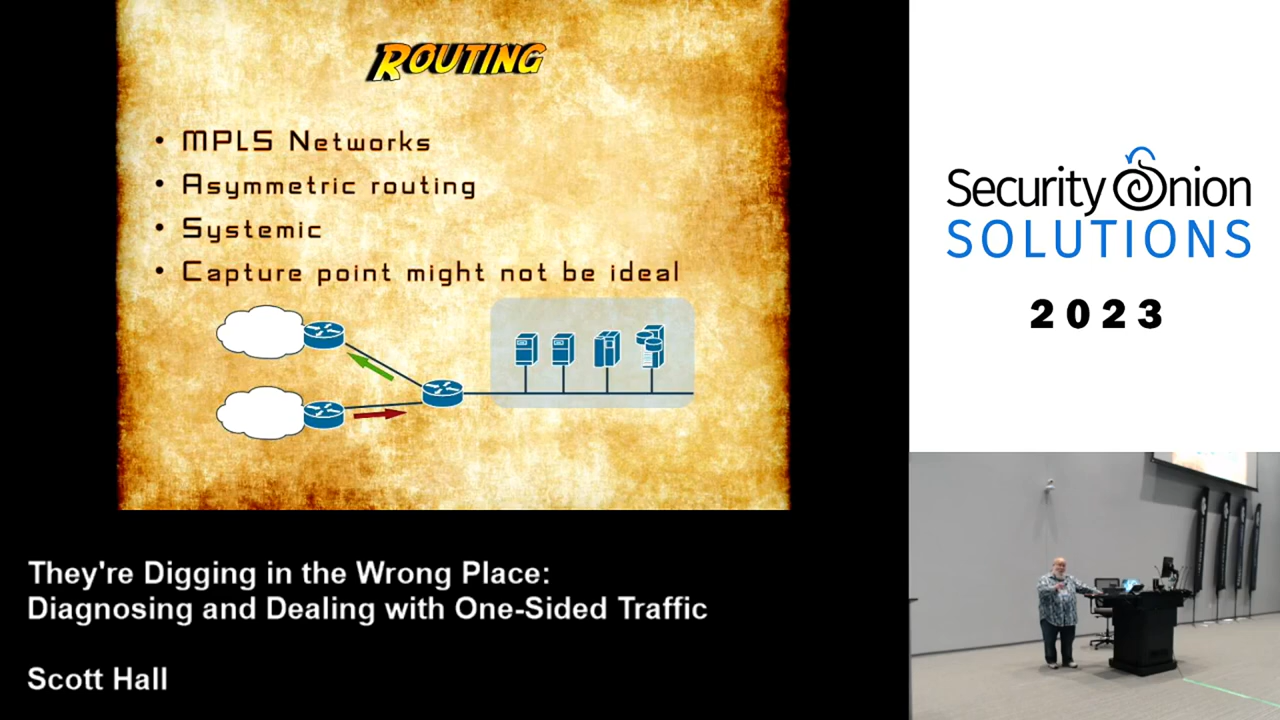 ROUTING
• MPLS Networks
• Asymmetric routing
• Systemic
• Capture point might not be ideal
Security Onion
SOLUTIONS
2023
They're Digging in the Wrong Place:
Diagnosing and Dealing with One-Sided Traffic
Scott Hall